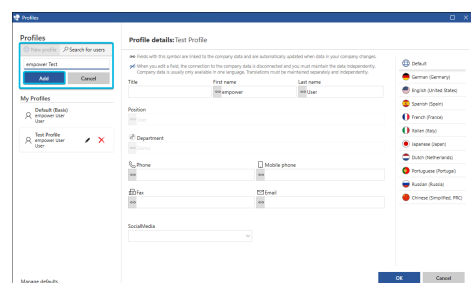 Profiles
Profiles
New profile
Search for users
empower Test
Add
Cancel
My Profiles
Default (Basis)
empower User
User
Test Profile
empower User
User
Manage defaults
Profile details: Test Profile
Fields with this symbol are linked to the company data and are automatically updated when data in your company changes.
When you edit a field, the connection to the company data is disconnected and you must maintain the data independently.
Company data is usually only available in one language. Translations must be maintained separately and independently.
Title
First name
Last name
empower
User
Position
User
Department
Phone
Mobile phone
Fax
Email
SocialMedia
Default
German (Germany)
English (United States)
Spanish (Spain)
French (France)
Italian (Italy)
Japanese (Japan)
Dutch (Netherlands)
Portuguese (Portugal)
Russian (Russia)
Chinese (Simplified, PRC)
OK
Cancel